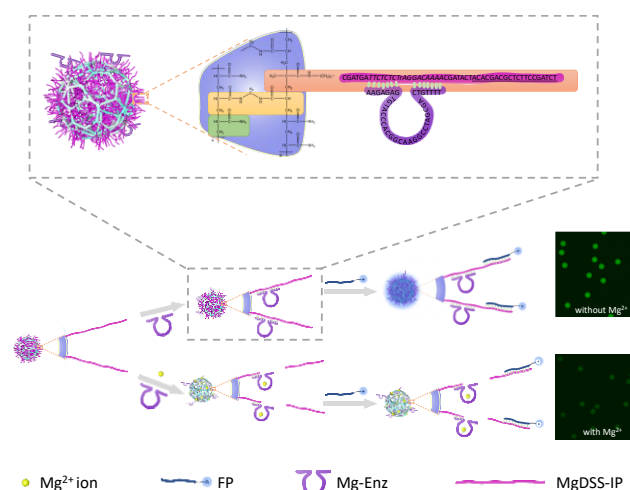 CGATGATTCTCTCTrAGGACAAAACGATACTACACGACGCTCTTCCGATCT
AAGAGAG CTGTTTT
without Mg²⁺
with Mg²⁺
Mg²⁺ ion
FP
Mg-Enz
MgDSS-IP